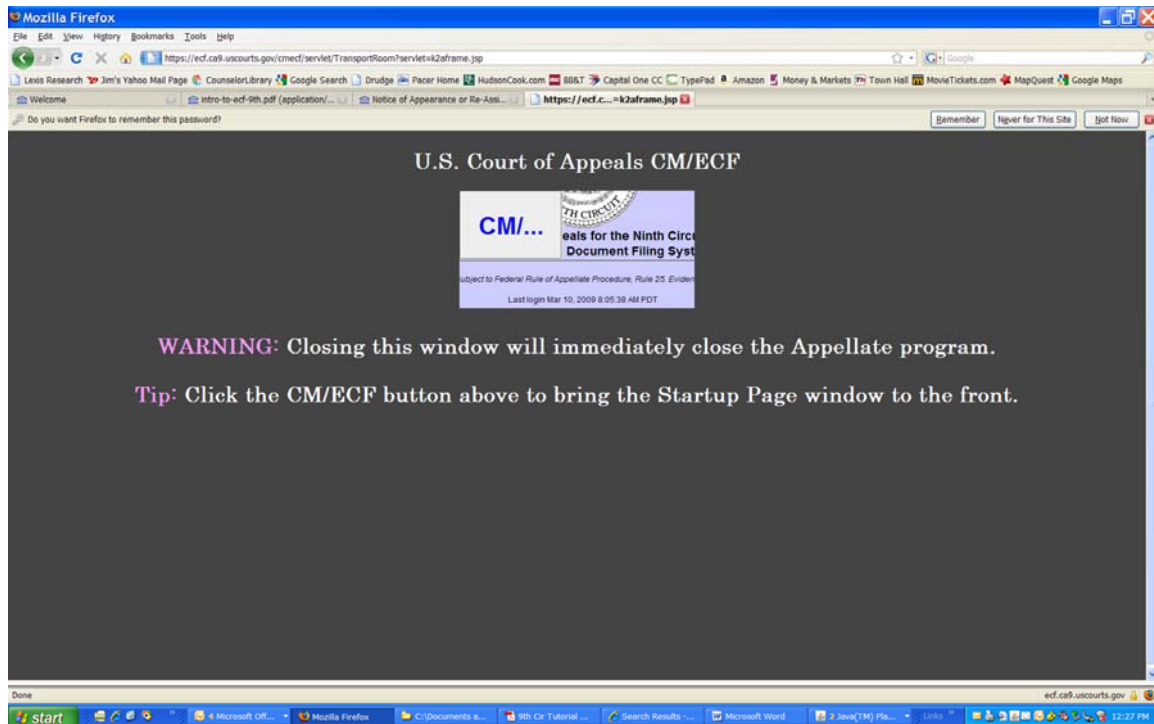 Mozilla Firefox
File Edit View History Bookmarks Tools Help
https://ecf.ca9.uscourts.gov/cmecf/servlet/TransportRoom?servlet=k2aframe.jsp
Google
Lexis Research Jim's Yahoo Mail Page CounselorLibrary Google Search Drudge Pacer Home HudsonCook.com BB&T Capital One CC TypePad Amazon Money & Markets Town Hall MovieTickets.com MapQuest Google Maps
Welcome intro-to-ecf-9th.pdf (application/... Notice of Appearance or Re-Assi... https://ecf.c...=k2aframe.jsp
Do you want Firefox to remember this password? Remember Never for This Site Not Now
U.S. Court of Appeals CM/ECF
TH CIRCUIT
CM/...
eals for the Ninth Circu
Document Filing Syst
ubject to Federal Rule of Appellate Procedure, Rule 25. Eviden
Last login Mar 10, 2009 8:05:38 AM PDT
WARNING: Closing this window will immediately close the Appellate program.
Tip: Click the CM/ECF button above to bring the Startup Page window to the front.
Done ecf.ca9.uscourts.gov
start 4 Microsoft Off... Mozilla Firefox C:\Documents a... 9th Cir Tutorial ... Search Results -... Microsoft Word 2 Java(TM) Pla... Links 12:27 PM